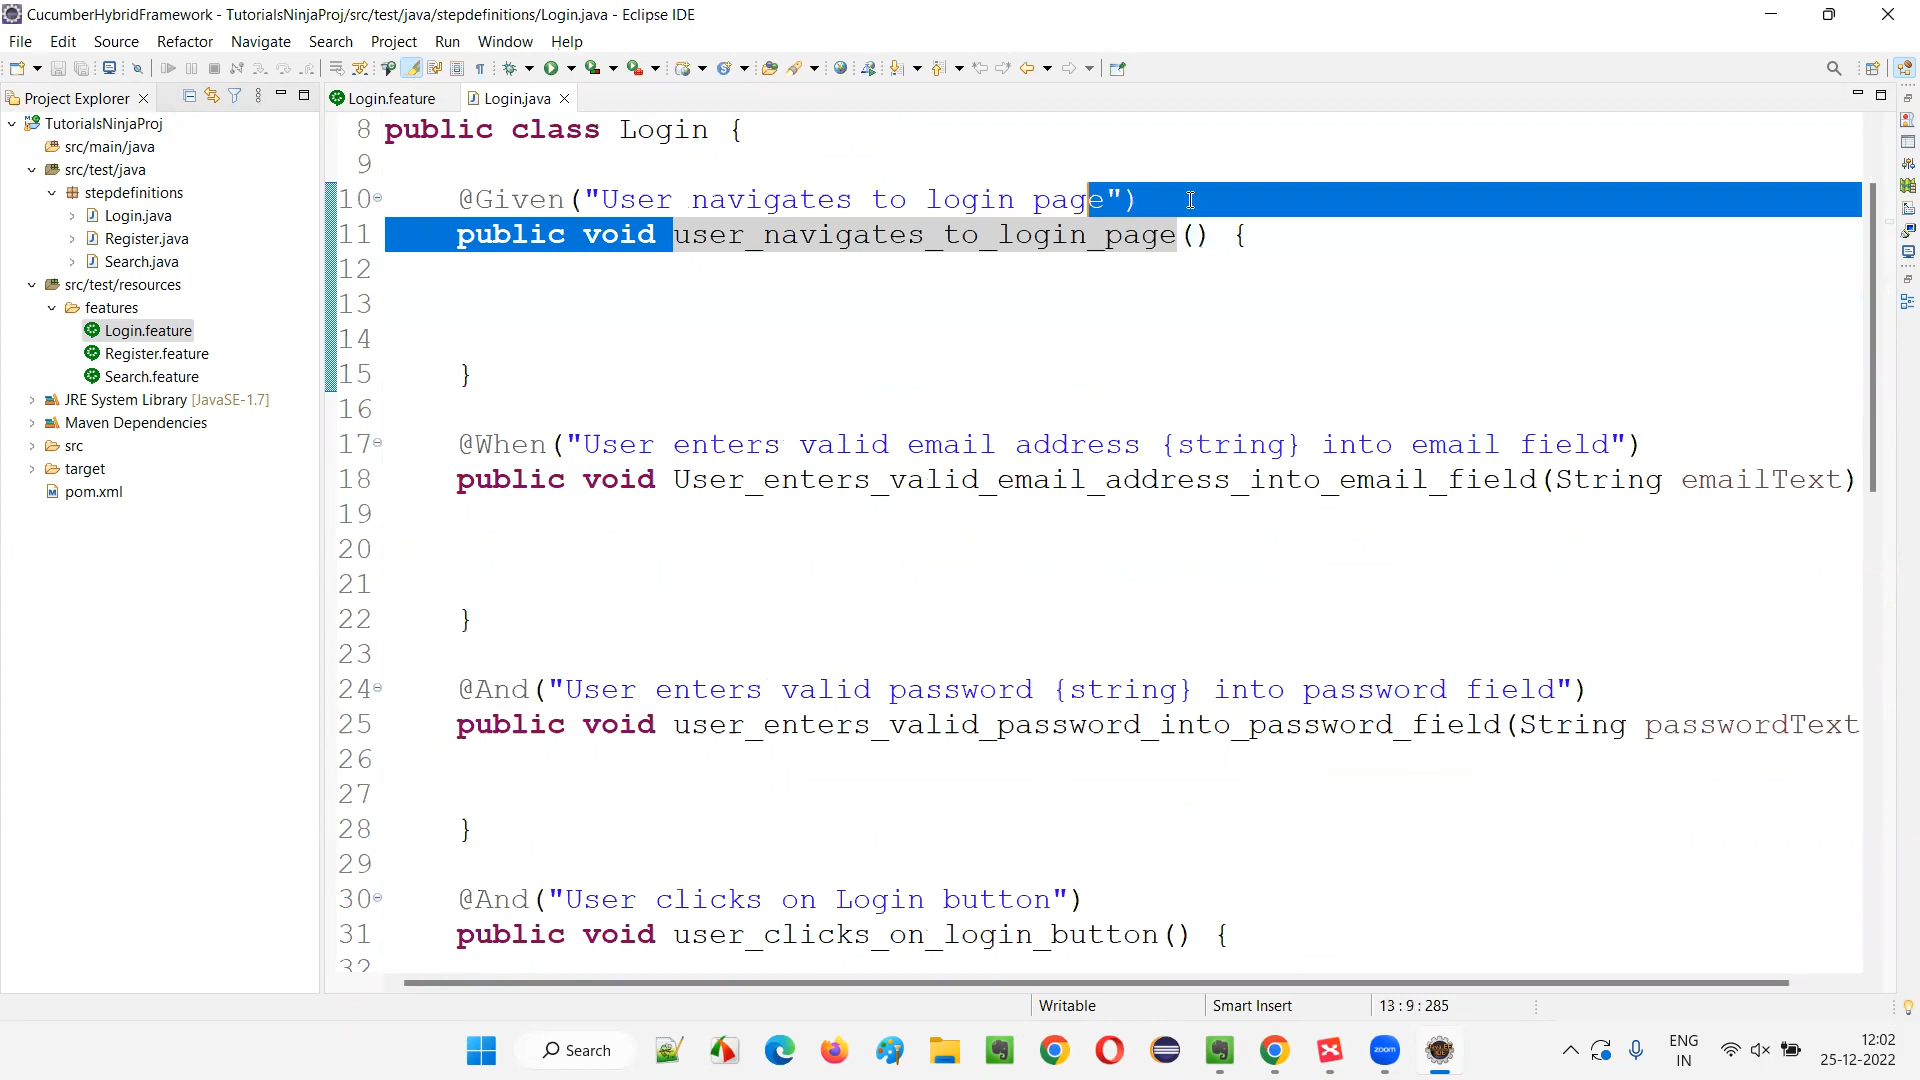 CucumberHybridFramework - TutorialsNinjaProj/src/test/java/stepdefinitions/Login.java - Eclipse IDE
File Edit Source Refactor Navigate Search Project Run Window Help
Project Explorer
Login.feature
Login.java
TutorialsNinjaProj
src/main/java
src/test/java
stepdefinitions
Login.java
Register.java
Search.java
src/test/resources
features
Login.feature
Register.feature
Search.feature
JRE System Library [JavaSE-1.7]
Maven Dependencies
src
target
pom.xml
8 public class Login {
9
10 @Given("User navigates to login page")
11 public void user_navigates_to_login_page() {
12
13
14
15 }
16
17 @When("User enters valid email address {string} into email field")
18 public void User_enters_valid_email_address_into_email_field(String emailText)
19
20
21
22 }
23
24 @And("User enters valid password {string} into password field")
25 public void user_enters_valid_password_into_password_field(String passwordText
26
27
28 }
29
30 @And("User clicks on Login button")
31 public void user_clicks_on_login_button() {
32
Writable Smart Insert 13 : 9 : 285
Search
zoom
ENG
IN
12:02
25-12-2022